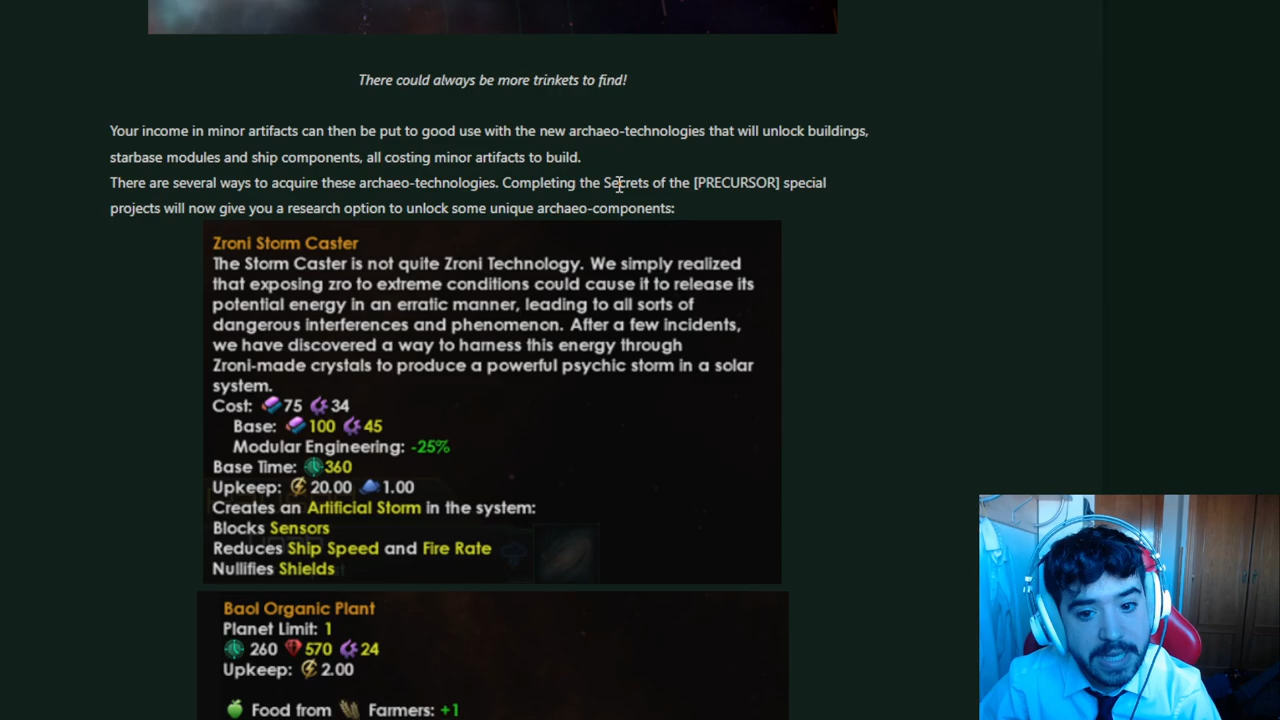 There could always be more trinkets to find!
Your income in minor artifacts can then be put to good use with the new archaeo-technologies that will unlock buildings,
starbase modules and ship components, all costing minor artifacts to build.
There are several ways to acquire these archaeo-technologies. Completing the Secrets of the [PRECURSOR] special
projects will now give you a research option to unlock some unique archaeo-components:
Zroni Storm Caster
The Storm Caster is not quite Zroni Technology. We simply realized
that exposing zro to extreme conditions could cause it to release its
potential energy in an erratic manner, leading to all sorts of
dangerous interferences and phenomenon. After a few incidents,
we have discovered a way to harness this energy through
Zroni-made crystals to produce a powerful psychic storm in a solar
system.
Cost: 75 34
Base: 100 45
Modular Engineering: -25%
Base Time: 360
Upkeep: 20.00 1.00
Creates an Artificial Storm in the system:
Blocks Sensors
Reduces Ship Speed and Fire Rate
Nullifies Shields
Baol Organic Plant
Planet Limit: 1
260 570 24
Upkeep: 2.00
Food from Farmers: +1